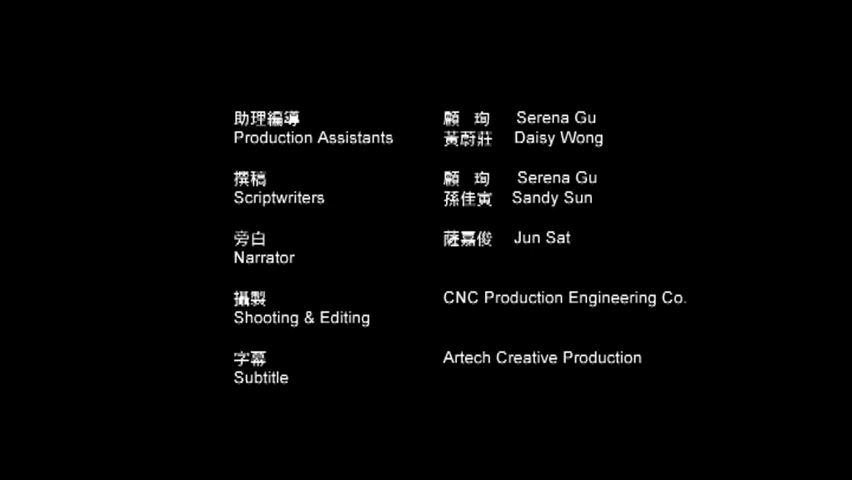 助理編導 顧 珣 Serena Gu
Production Assistants 黃蔚莊 Daisy Wong
撰稿 顧 珣 Serena Gu
Scriptwriters 孫佳寅 Sandy Sun
旁白 薩嘉俊 Jun Sat
Narrator
攝製 CNC Production Engineering Co.
Shooting & Editing
字幕 Artech Creative Production
Subtitle